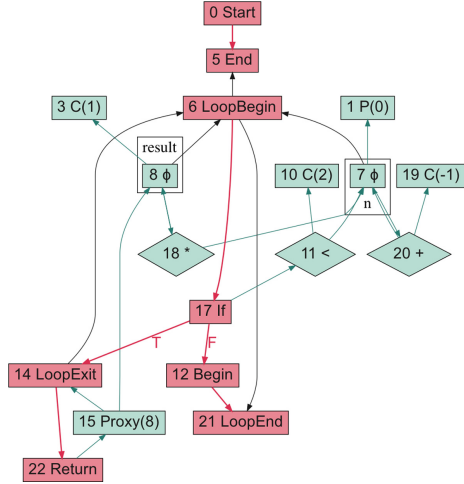 0 Start
5 End
3 C(1)
6 LoopBegin
1 P(0)
result
8 ϕ
10 C(2)
7 ϕ
19 C(-1)
n
18 *
11 <
20 +
17 If
T
F
14 LoopExit
12 Begin
15 Proxy(8)
21 LoopEnd
22 Return